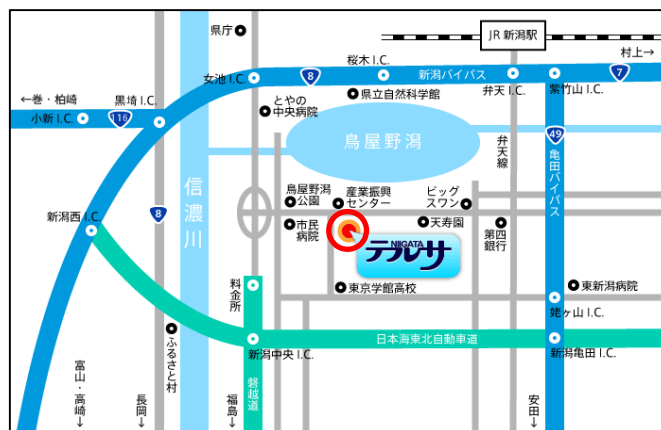 県庁
JR 新潟駅
村上→
桜木 I.C.
女池 I.C
8
新潟バイパス
7
←巻・柏崎
黒埼 I.C.
県立自然科学館
弁天 I.C.
紫竹山 I.C.
小新 I.C.
116
とやの
中央病院
鳥屋野潟
弁天線
49
亀田バイパス
信濃川
鳥屋野潟
公園
産業振興
センター
ビッグ
スワン
新潟西 I.C.
8
市民
病院
天寿園
第四
銀行
NIIGATA
テルサ
料金所
東京学館高校
東新潟病院
姥ヶ山 I.C.
ふるさと村
新潟中央 I.C.
日本海東北自動車道
新潟亀田 I.C.
富山・高崎→
長岡→
福島→
磐越道
安田→